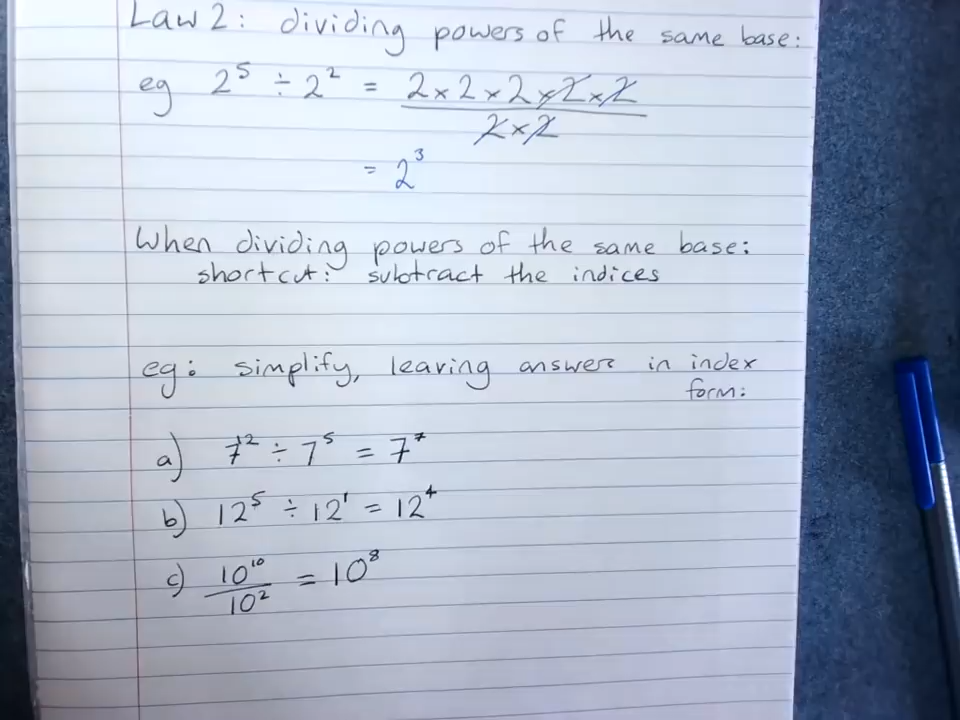 Law 2: dividing powers of the same base:
eg 2⁵ ÷ 2² = 2 × 2 × 2 × 2 × 2
2 × 2
= 2³
When dividing powers of the same base:
shortcut: subtract the indices
eg: simplify, leaving answers in index
form:
a) 7¹² ÷ 7⁵ = 7⁷
b) 12⁵ ÷ 12¹ = 12⁴
c) 10¹⁰ = 10⁸
10²